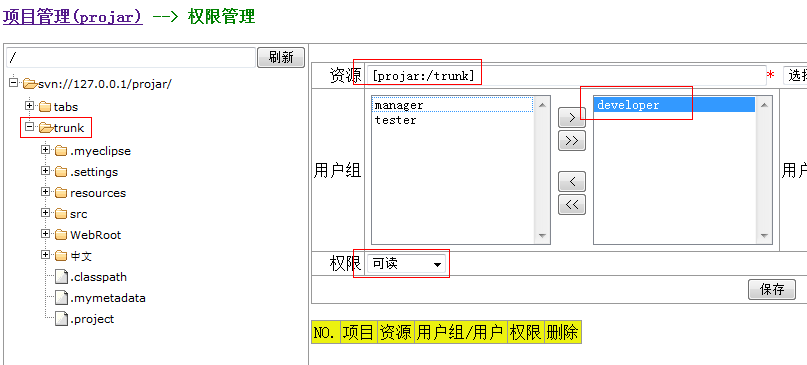 项目管理(projar) --> 权限管理
/ 刷新
svn://127.0.0.1/projar/
tabs
trunk
.myeclipse
.settings
resources
src
WebRoot
中文
.classpath
.mymetadata
.project
资源 [projar:/trunk] * 选择
用户组
manager
tester
>
>>
<
<<
developer
用户
权限 可读
保存
NO. 项目 资源 用户组/用户 权限 删除